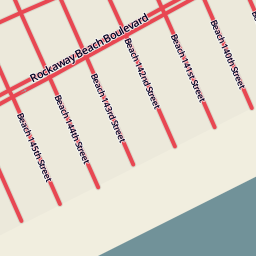 Rockaway Beach Boulevard
Beach 145th Street
Beach 144th Street
Beach 143rd Street
Beach 142nd Street
Beach 141st Street
Beach 140th Street